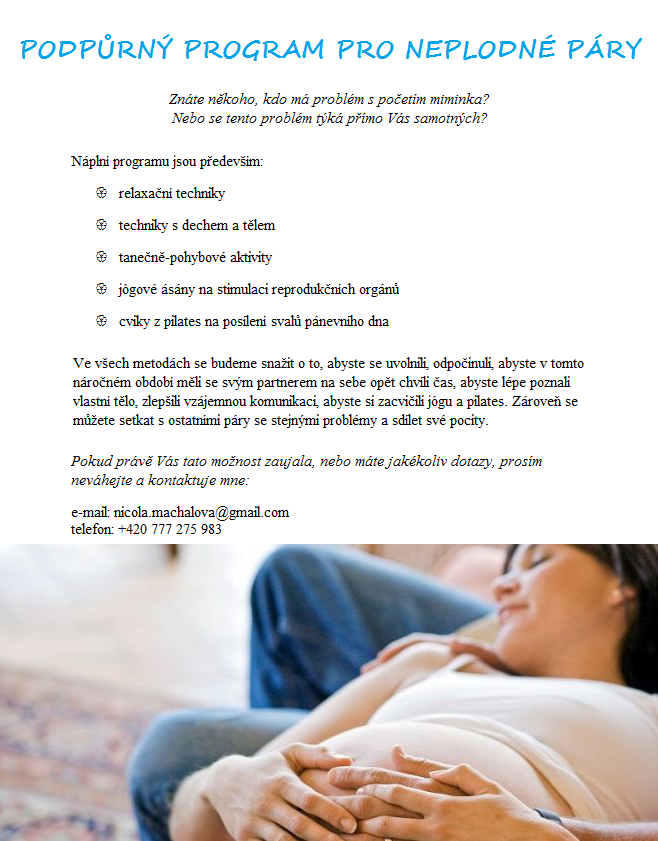 PODPŮRNÝ PROGRAM PRO NEPLODNÉ PÁRY
Znáte někoho, kdo má problém s početím miminka?
Nebo se tento problém týká přímo Vás samotných?
Náplní programu jsou především:
relaxační techniky
techniky s dechem a tělem
tanečně-pohybové aktivity
jógové ásány na stimulaci reprodukčních orgánů
cviky z pilates na posílení svalů pánevního dna
Ve všech metodách se budeme snažit o to, abyste se uvolnili, odpočinuli, abyste v tomto
náročném období měli se svým partnerem na sebe opět chvíli čas, abyste lépe poznali
vlastní tělo, zlepšili vzájemnou komunikaci, abyste si zacvičili jógu a pilates. Zároveň se
můžete setkat s ostatními páry se stejnými problémy a sdílet své pocity.
Pokud právě Vás tato možnost zaujala, nebo máte jakékoliv dotazy, prosím
neváhejte a kontaktuje mne:
e-mail: nicola.machalova@gmail.com
telefon: +420 777 275 983